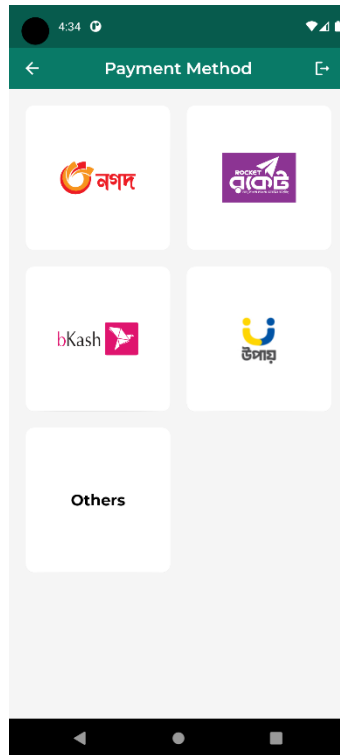 4:34
Payment Method
নগদ
ROCKET
রকেট
bKash
উপায়
Others